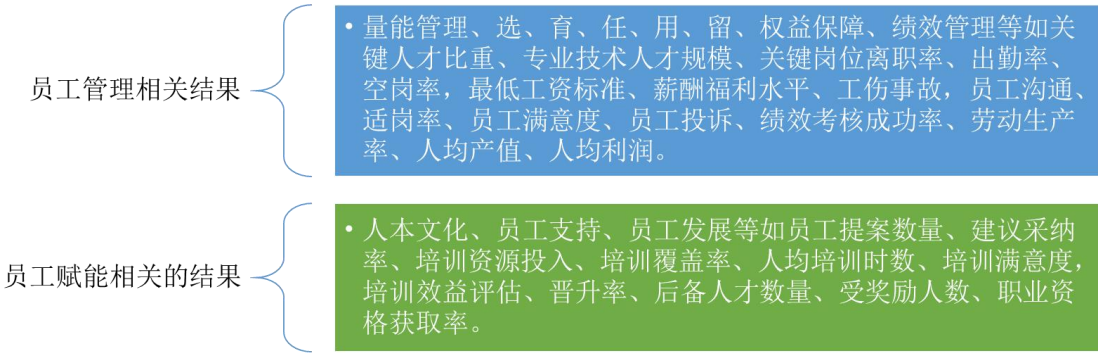 员工管理相关结果
• 量能管理、选、育、任、用、留、权益保障、绩效管理等如关
键人才比重、专业技术人才规模、关键岗位离职率、出勤率、
空岗率，最低工资标准、薪酬福利水平、工伤事故，员工沟通、
适岗率、员工满意度、员工投诉、绩效考核成功率、劳动生产
率、人均产值、人均利润。
员工赋能相关的结果
• 人本文化、员工支持、员工发展等如员工提案数量、建议采纳
率、培训资源投入、培训覆盖率、人均培训时数、培训满意度，
培训效益评估、晋升率、后备人才数量、受奖励人数、职业资
格获取率。